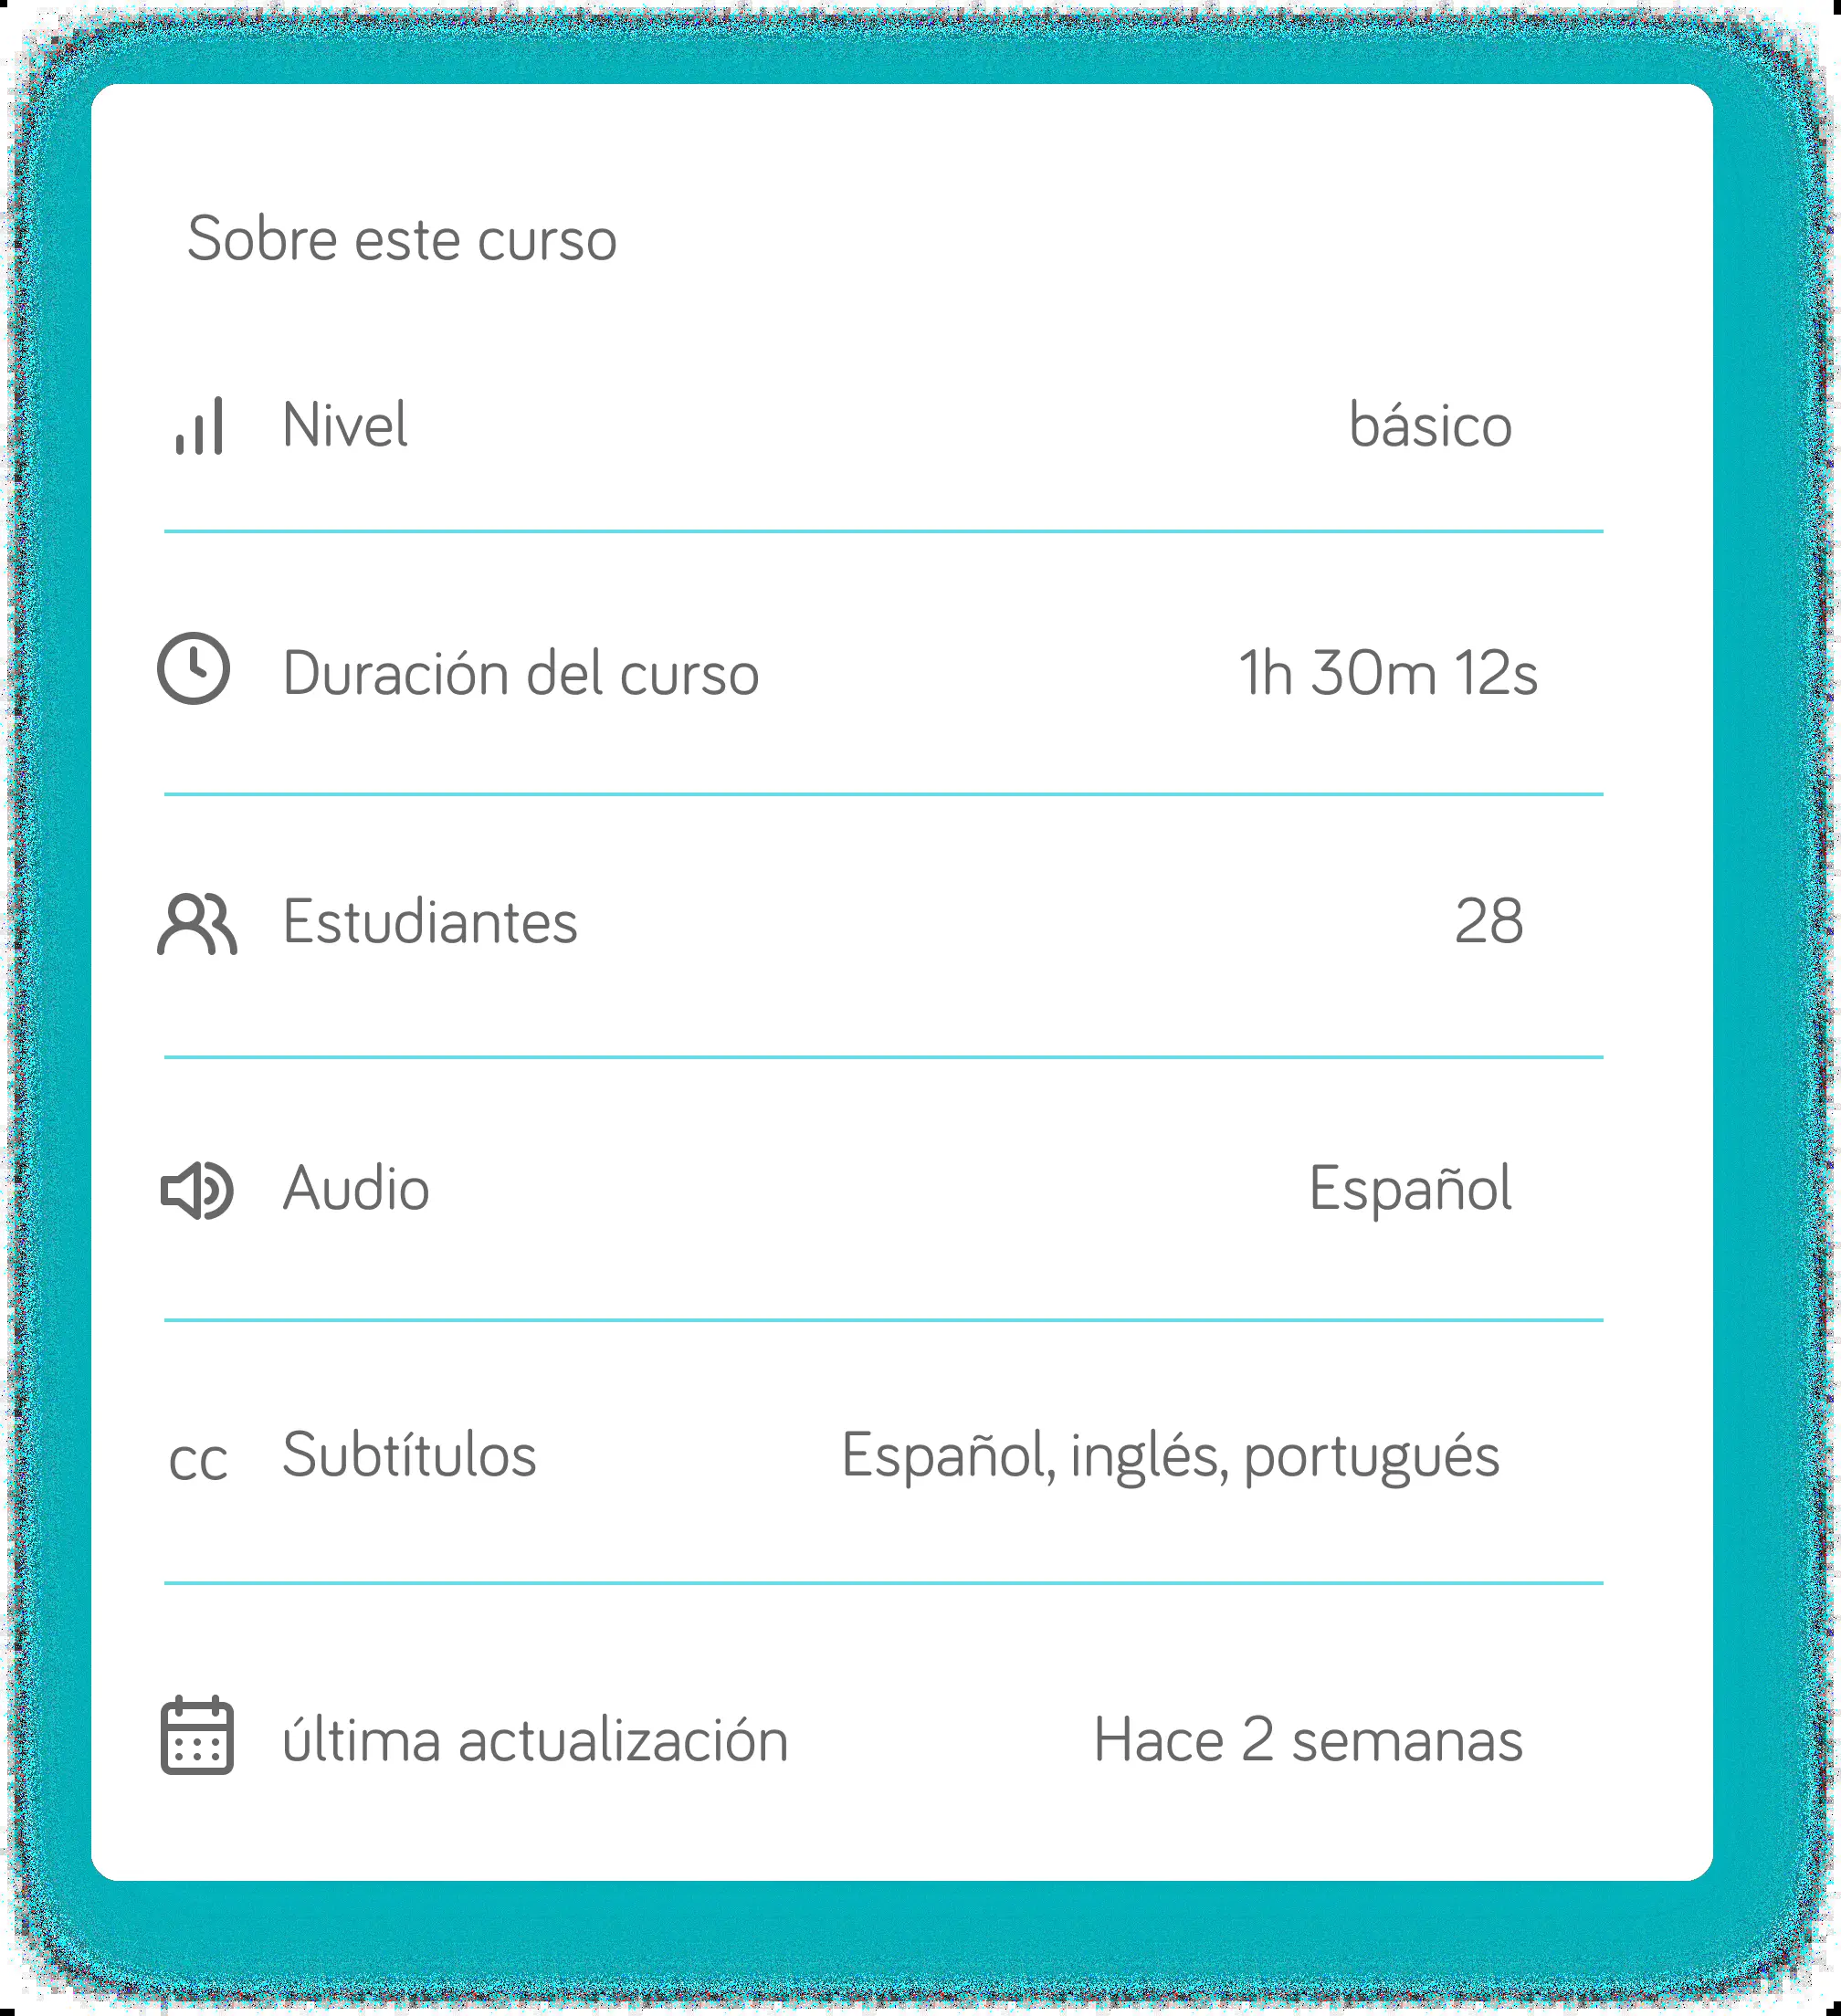 Sobre este curso
Nivel básico
Duración del curso 1h 30m 12s
Estudiantes 28
Audio Español
cc Subtítulos Español, inglés, portugués
última actualización Hace 2 semanas